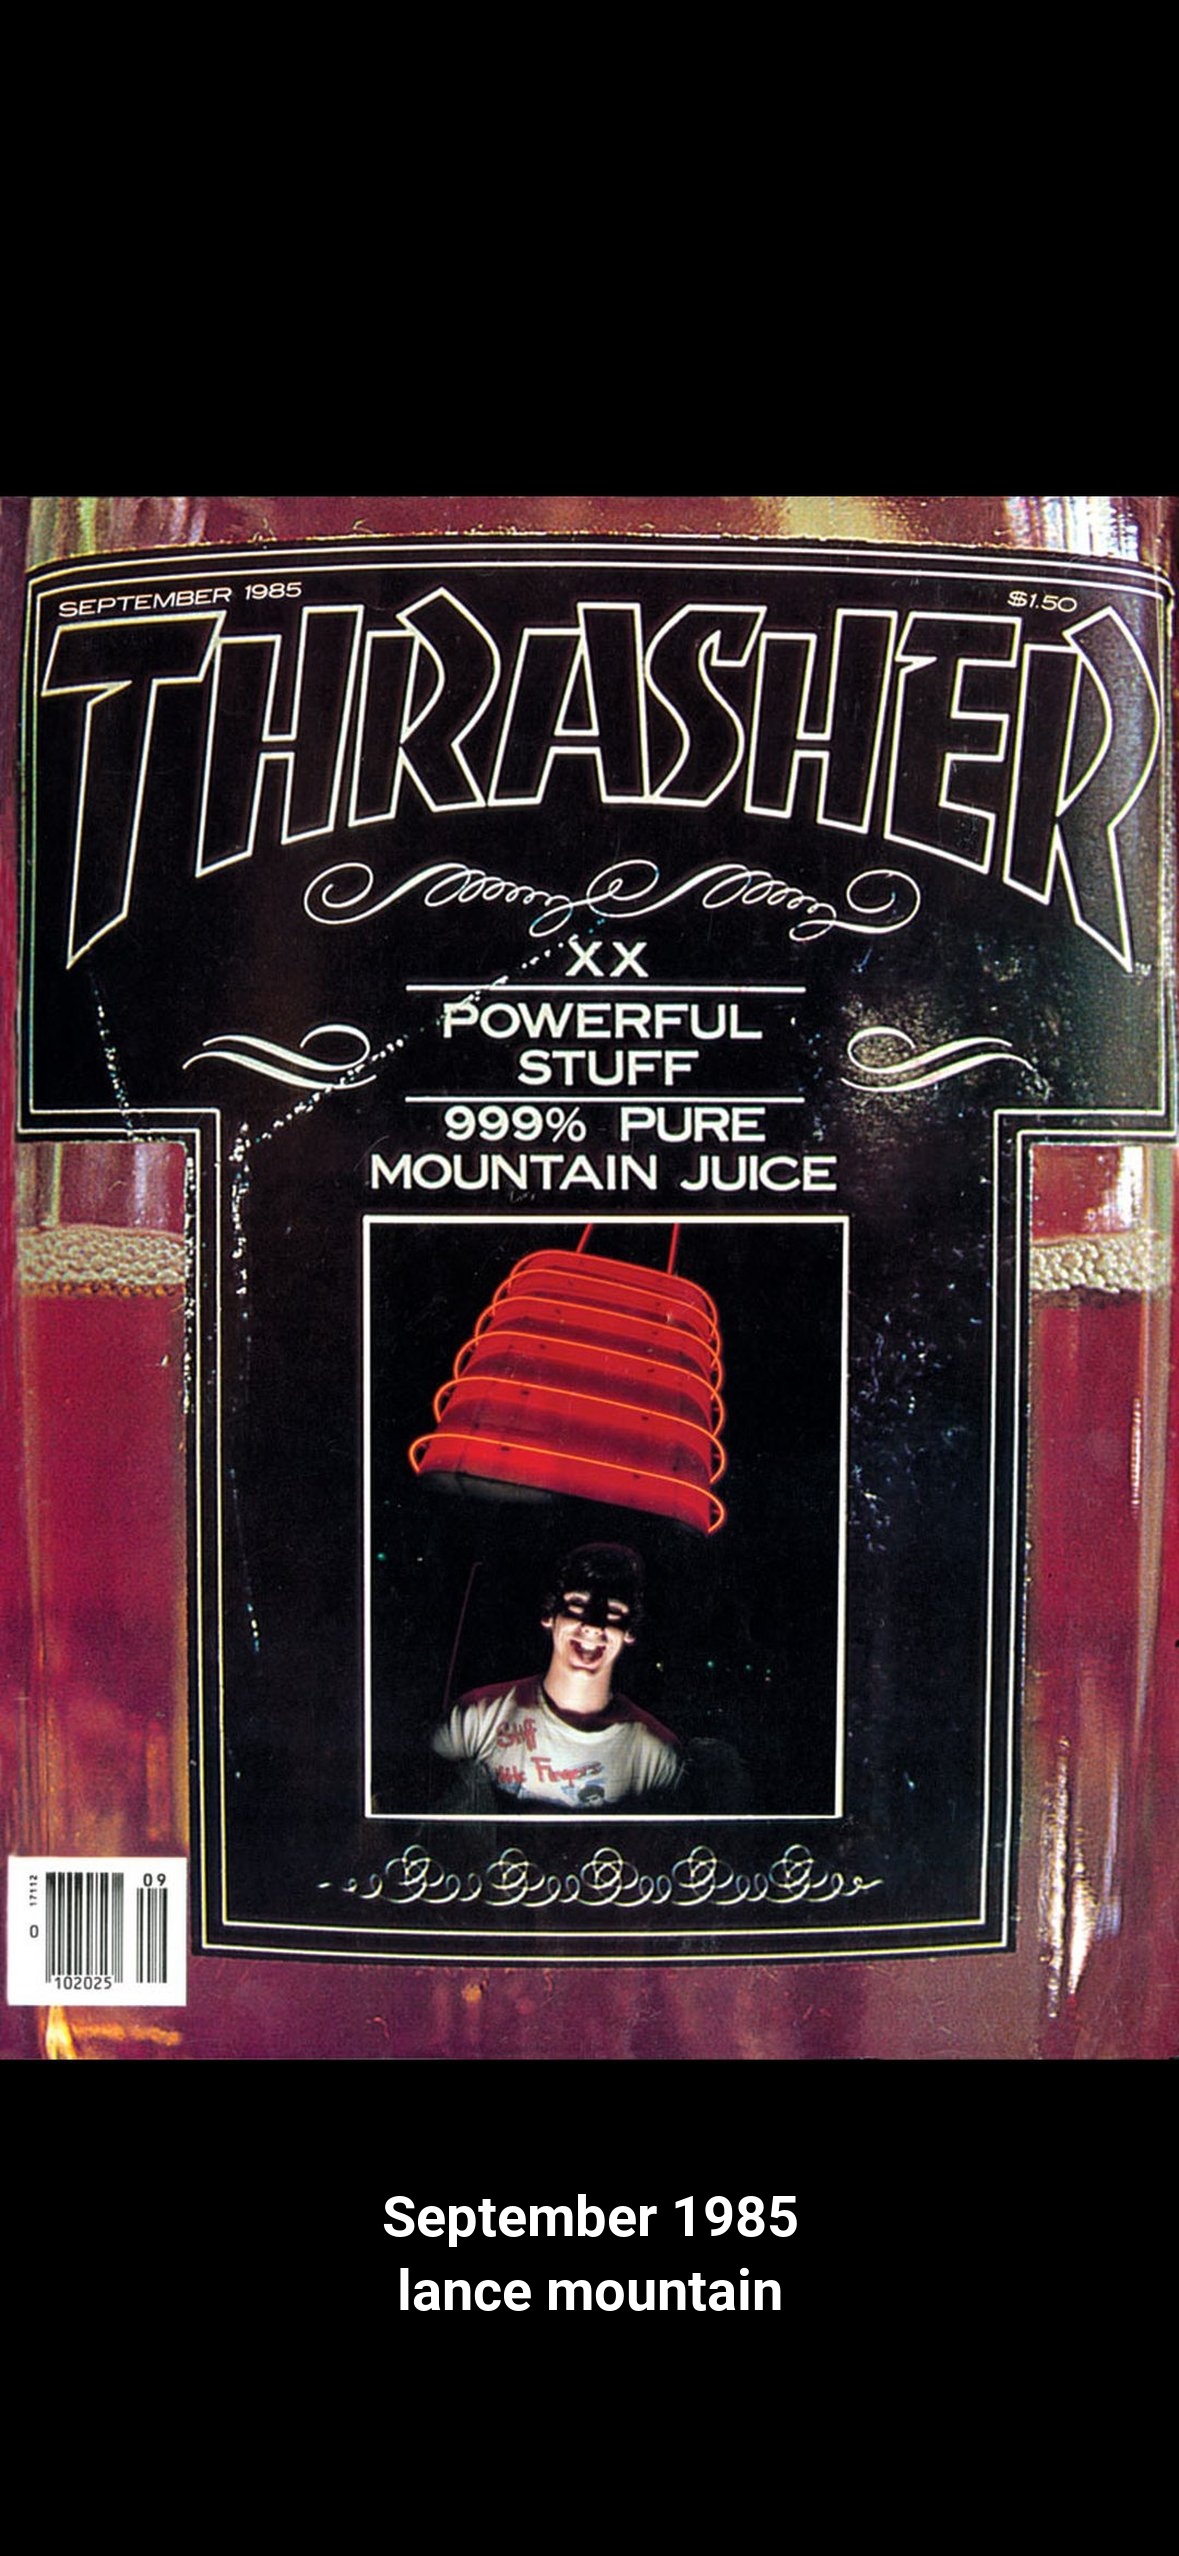 SEPTEMBER 1985
$1.50
THRASHER
XX
POWERFUL
STUFF
999% PURE
MOUNTAIN JUICE
Stiff
Fingers
09
17112
0
102025
September 1985
lance mountain